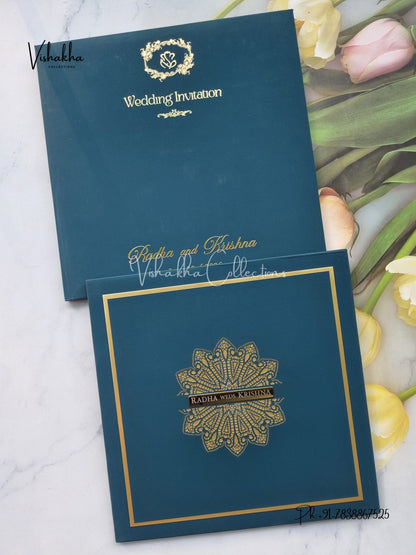 Vishakha
COLLECTIONS
Wedding Invitation
Radha and Krishna
Vishakha Collections
RADHA WEDS KRISHNA
Ph.+91-7838867525